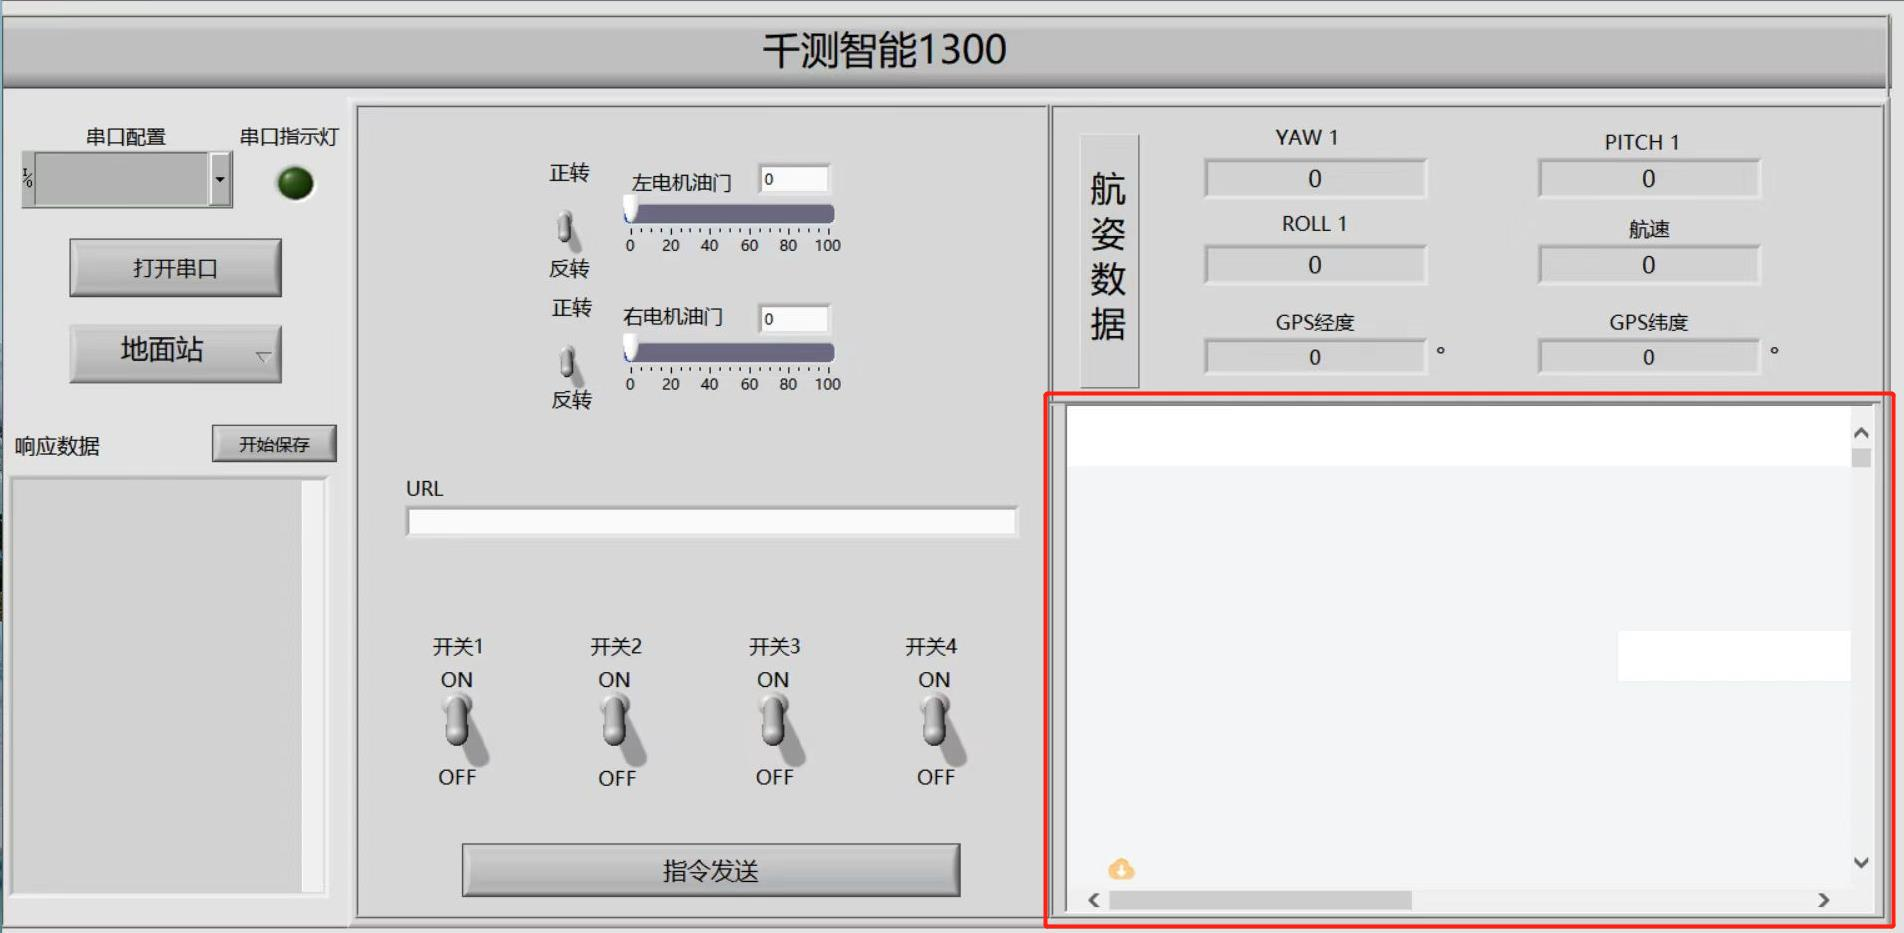 千测智能1300
串口配置
串口指示灯
I/O
打开串口
地面站
响应数据
开始保存
正转
左电机油门
0
0 20 40 60 80 100
反转
正转
右电机油门
0
0 20 40 60 80 100
反转
URL
开关1
开关2
开关3
开关4
ON
ON
ON
ON
OFF
OFF
OFF
OFF
指令发送
航姿数据
YAW 1
0
PITCH 1
0
ROLL 1
0
航速
0
GPS经度
0 °
GPS纬度
0 °